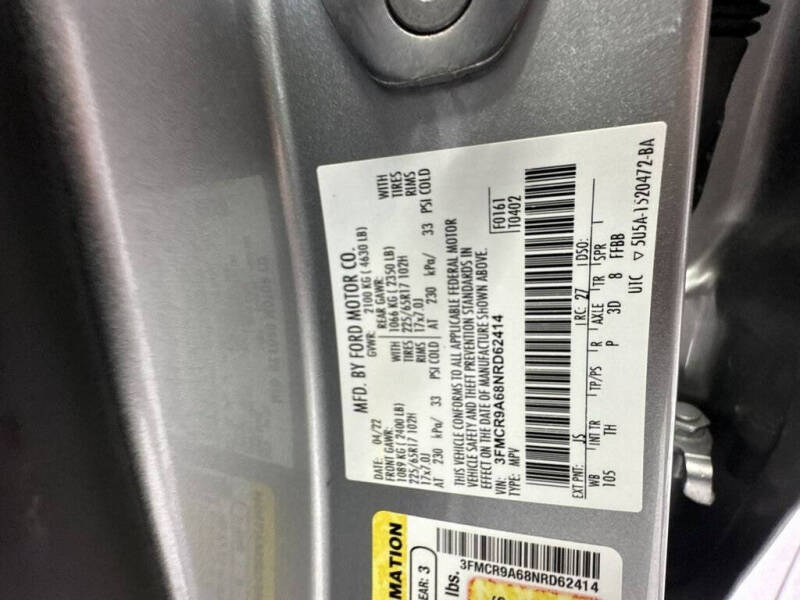 MFD. BY FORD MOTOR CO.
DATE: 04/22 GVWR: 2100 KG ( 4630 LB)
FRONT GAWR: REAR GAWR:
1089 KG ( 2400 LB) WITH 1066 KG ( 2350 LB) WITH
225/65R17 102H TIRES 225/65R17 102H TIRES
17x7.0J RIMS 17x7.0J RIMS
AT 230 kPa/ 33 PSI COLD AT 230 kPa/ 33 PSI COLD
THIS VEHICLE CONFORMS TO ALL APPLICABLE FEDERAL MOTOR
VEHICLE SAFETY AND THEFT PREVENTION STANDARDS IN
EFFECT ON THE DATE OF MANUFACTURE SHOWN ABOVE.
VIN: 3FMCR9A68NRD62414 F0161
TYPE: MPV T0402
EXT PNT: JS RC: 27 DSO:
WB INT TR TP/PS R AXLE TR SPR
105 TH P 3D 8 FFBB
UTC ▽ 5U5A-1520472-BA
MATION
EAR: 3
lbs.
3FMCR9A68NRD62414